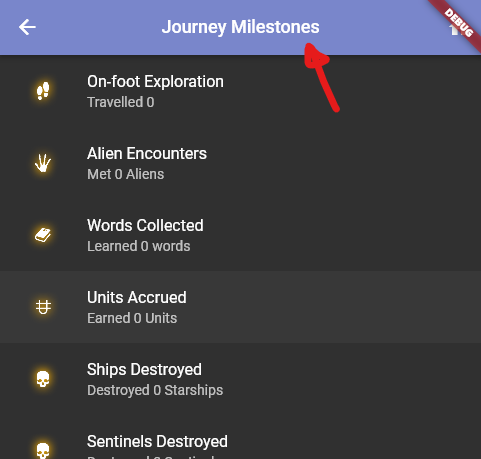 Journey Milestones
DEBUG
On-foot Exploration
Travelled 0
Alien Encounters
Met 0 Aliens
Words Collected
Learned 0 words
Units Accrued
Earned 0 Units
Ships Destroyed
Destroyed 0 Starships
Sentinels Destroyed